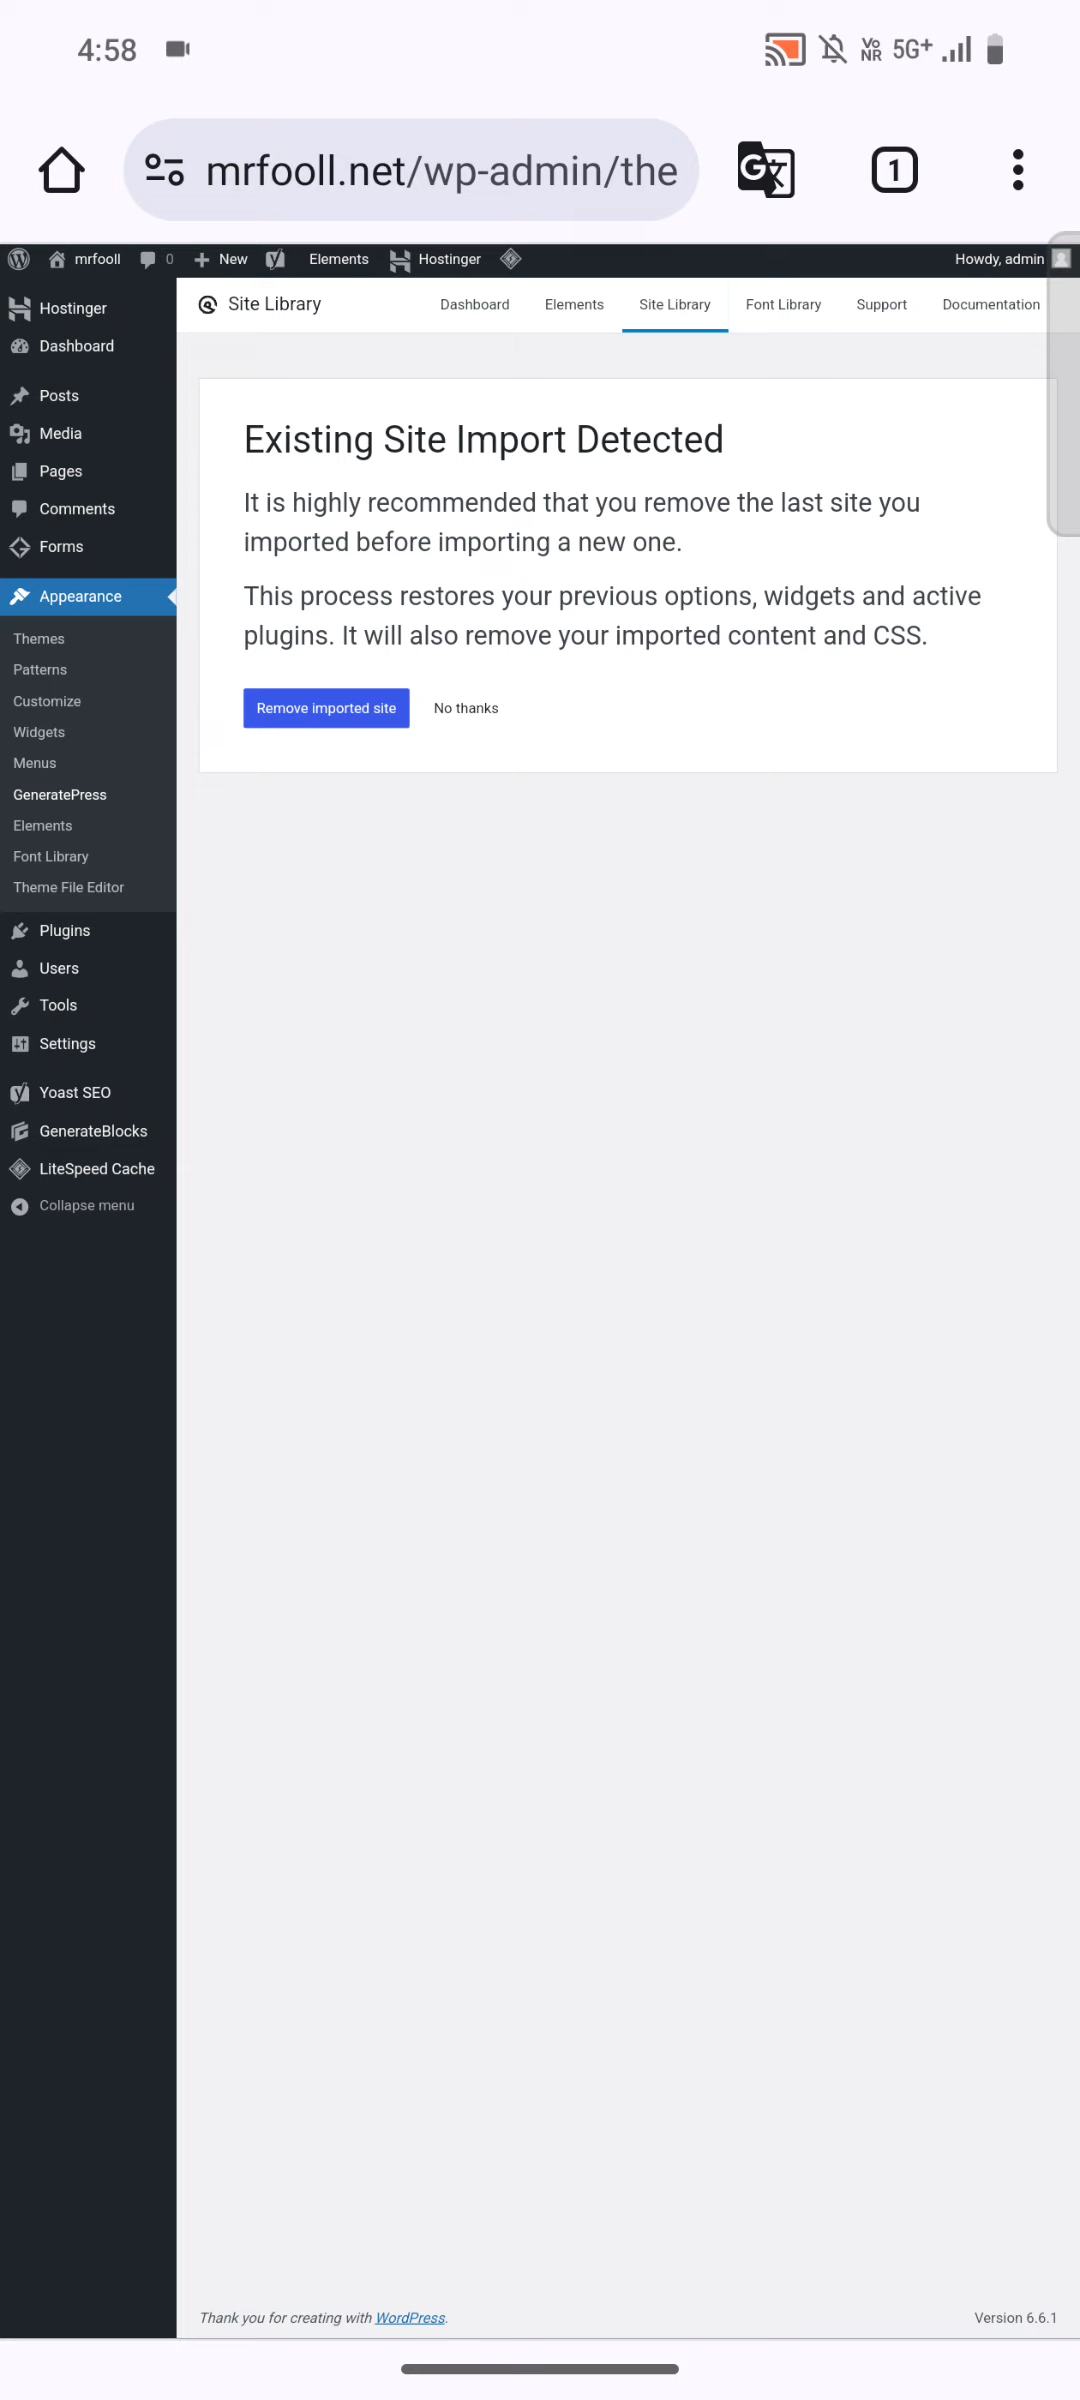 4:58
Vo
NR
5G+
mrfooll.net/wp-admin/the
1
mrfooll
0
New
Elements
Hostinger
Howdy, admin
Hostinger
Dashboard
Posts
Media
Pages
Comments
Forms
Appearance
Themes
Patterns
Customize
Widgets
Menus
GeneratePress
Elements
Font Library
Theme File Editor
Plugins
Users
Tools
Settings
Yoast SEO
GenerateBlocks
LiteSpeed Cache
Collapse menu
Site Library
Dashboard
Elements
Site Library
Font Library
Support
Documentation
Existing Site Import Detected
It is highly recommended that you remove the last site you
imported before importing a new one.
This process restores your previous options, widgets and active
plugins. It will also remove your imported content and CSS.
Remove imported site
No thanks
Thank you for creating with WordPress.
Version 6.6.1